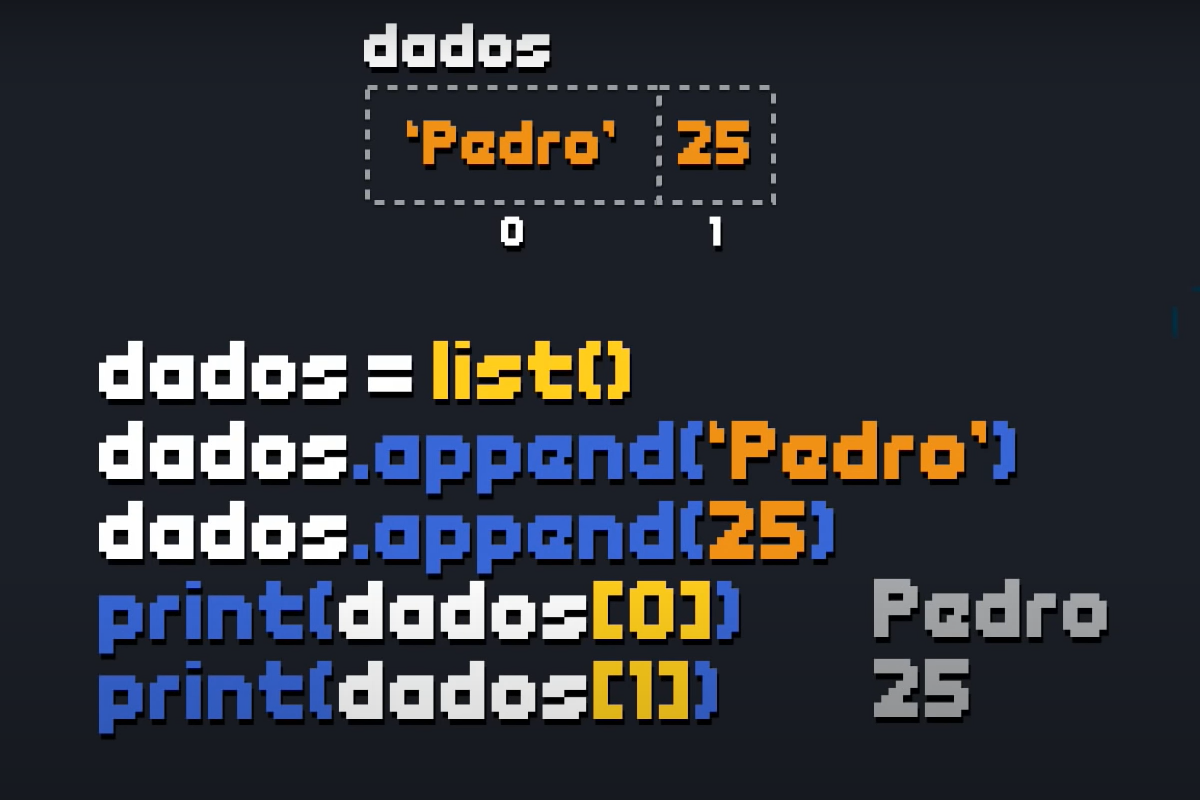 dados
‘Pedro’ 25
0 1
dados = list()
dados.append(‘Pedro’)
dados.append(25)
print(dados[0]) Pedro
print(dados[1]) 25